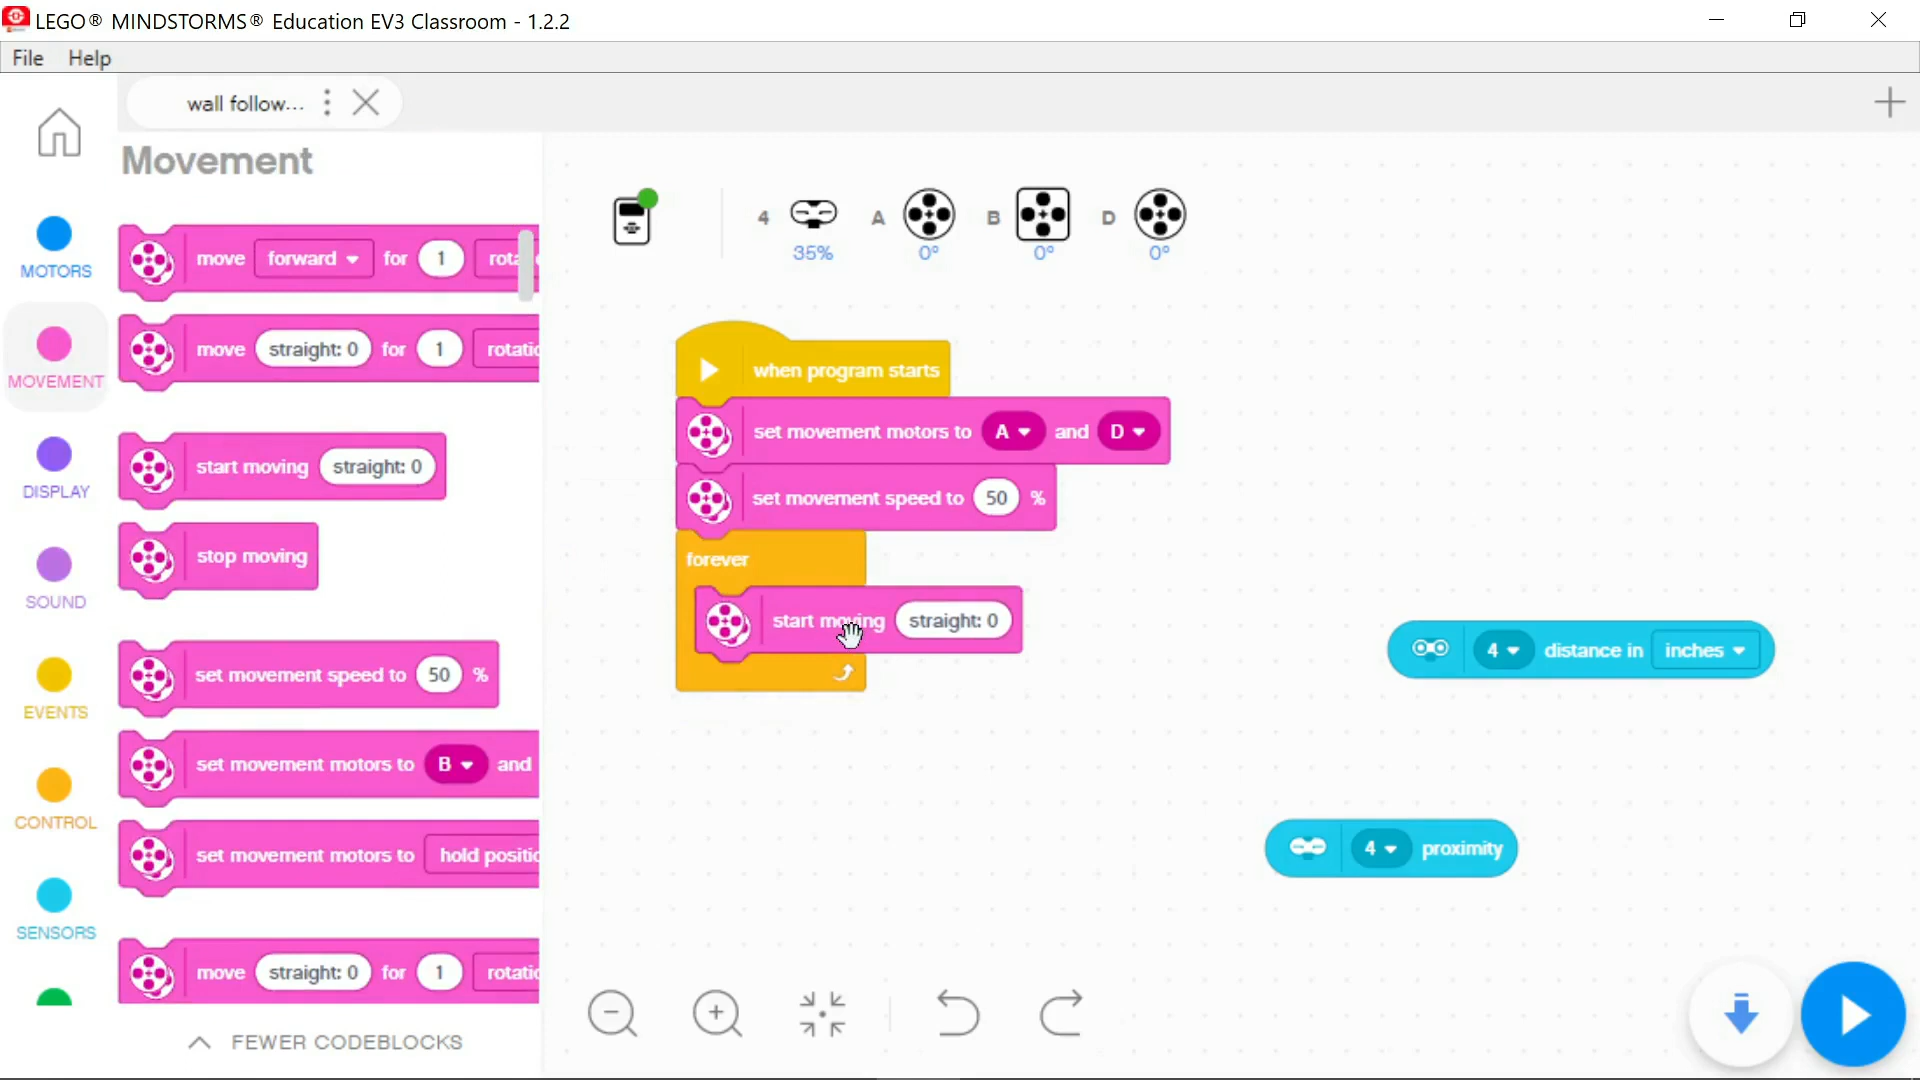 LEGO® MINDSTORMS® Education EV3 Classroom - 1.2.2
File Help
wall follow...
Movement
MOTORS
MOVEMENT
DISPLAY
SOUND
EVENTS
CONTROL
SENSORS
move forward for 1
move straight: 0 for 1
start moving straight: 0
stop moving
set movement speed to 50 %
set movement motors to B and
set movement motors to hold
move straight: 0 for 1
FEWER CODEBLOCKS
4 A B D
35% 0° 0° 0°
when program starts
set movement motors to A and D
set movement speed to 50 %
forever
start moving straight: 0
4 distance in inches
4 proximity